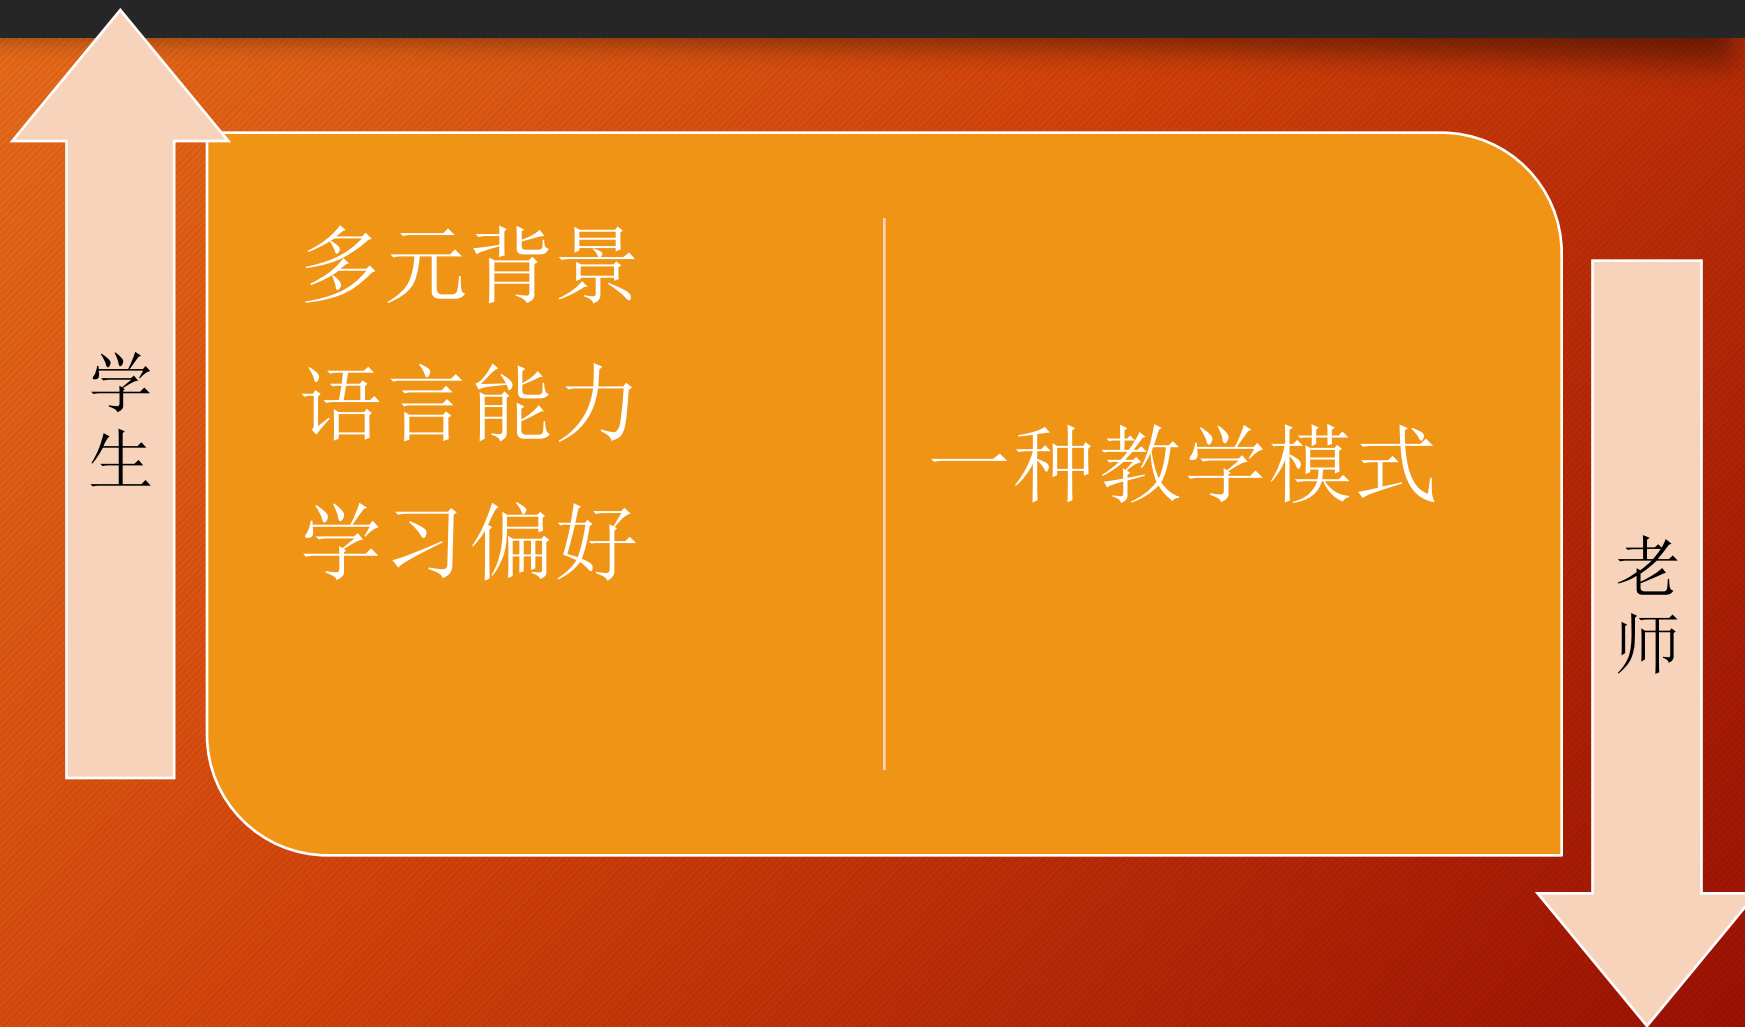 学生
多元背景
语言能力
学习偏好
一种教学模式
老师